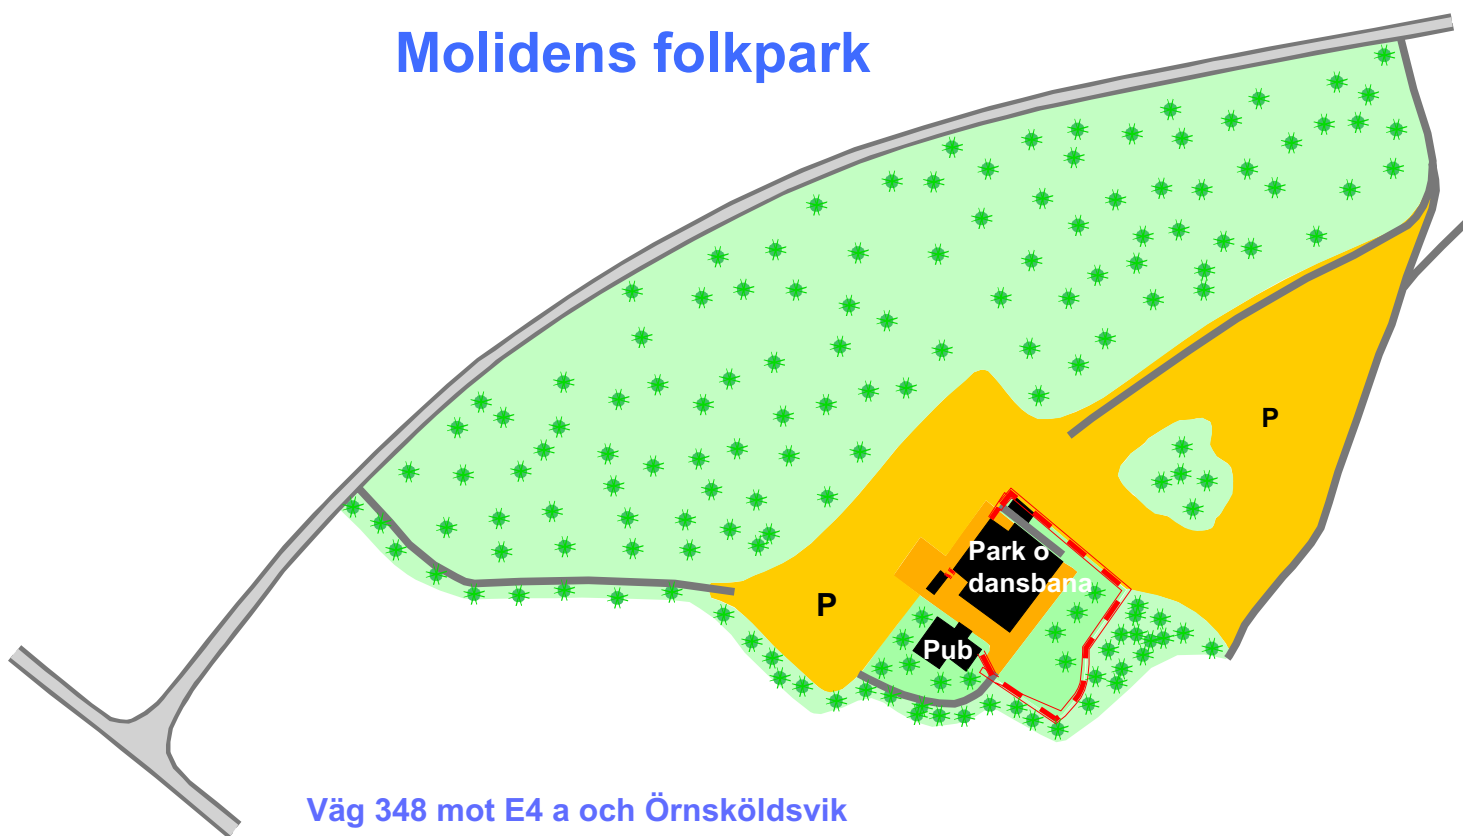 Molidens folkpark
P
Park o
dansbana
P
Pub
Väg 348 mot E4 a och Örnsköldsvik